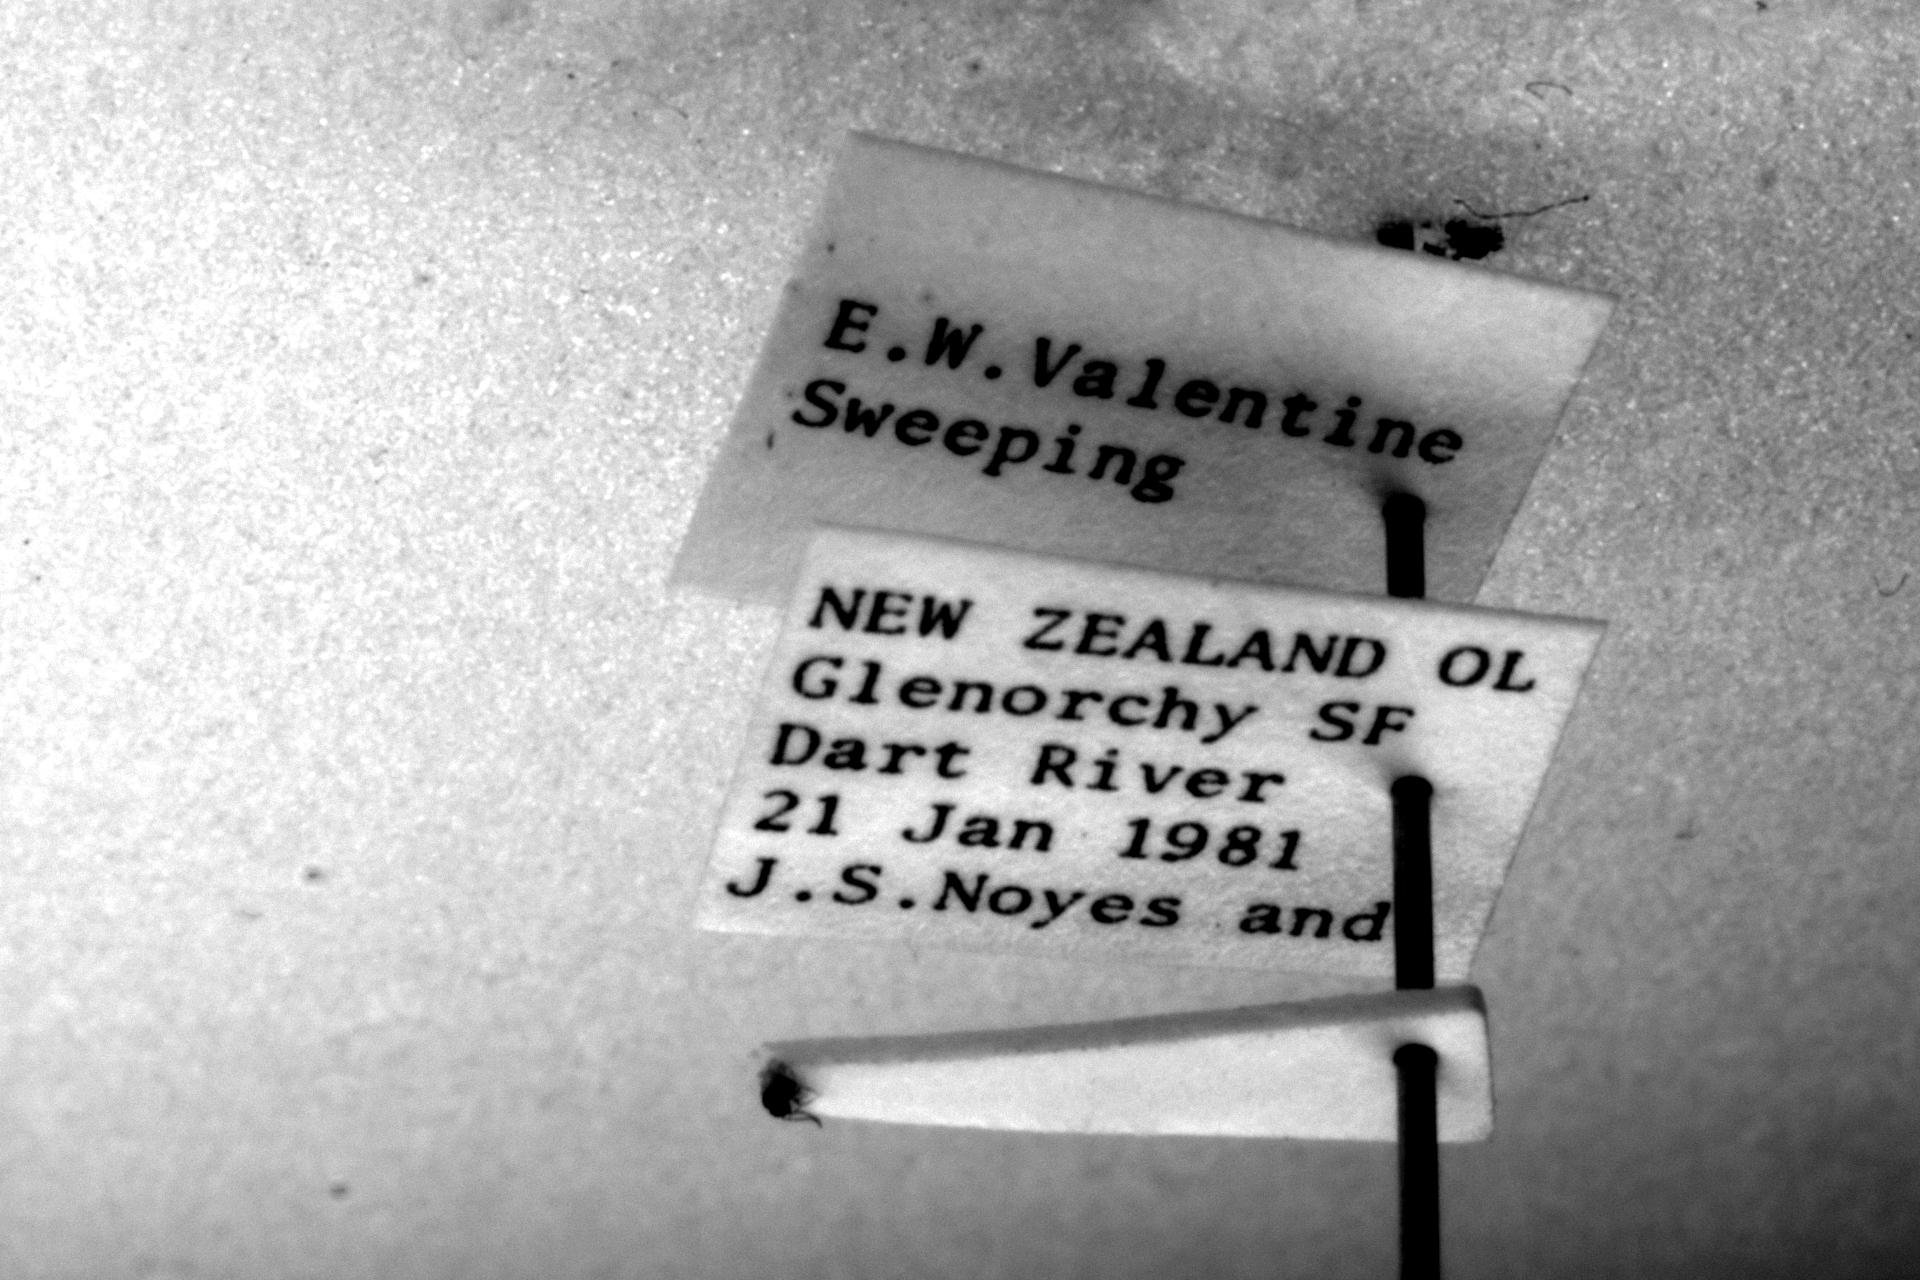 E.W.Valentine
Sweeping
NEW ZEALAND OL
Glenorchy SF
Dart River
21 Jan 1981
J.S.Noyes and